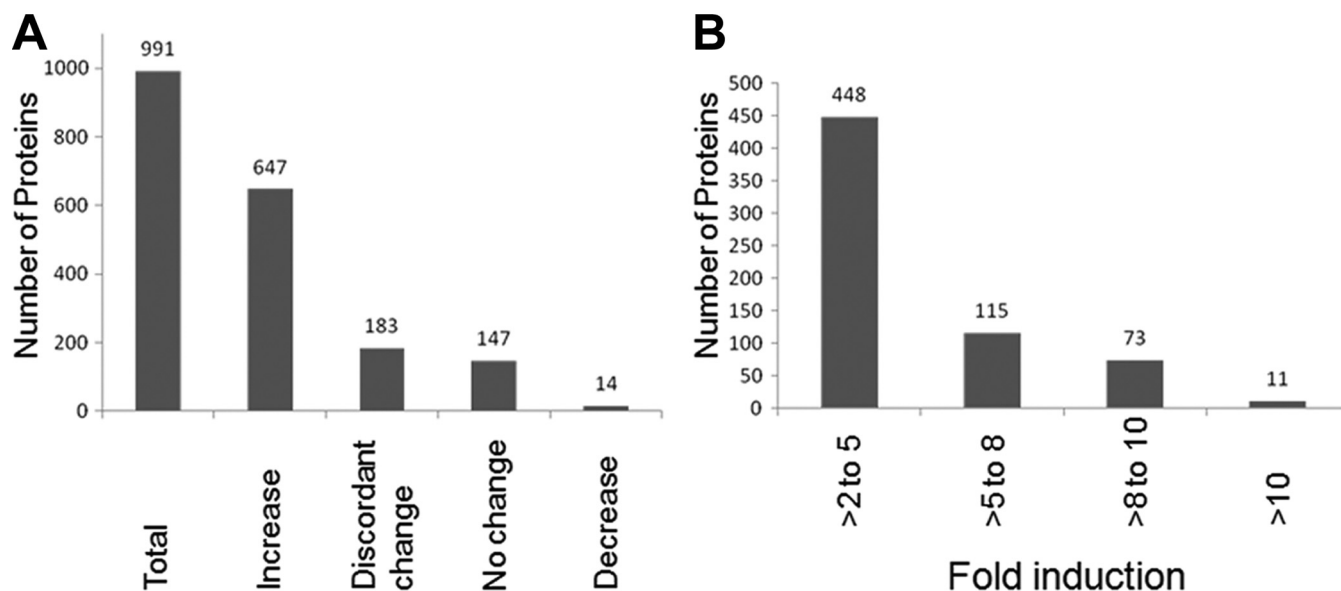 A
Number of Proteins
1000
800
600
400
200
0
991
647
183
147
14
Total
Increase
Discordant
change
No change
Decrease
B
Number of Proteins
500
450
400
350
300
250
200
150
100
50
0
448
115
73
11
>2 to 5
>5 to 8
>8 to 10
>10
Fold induction